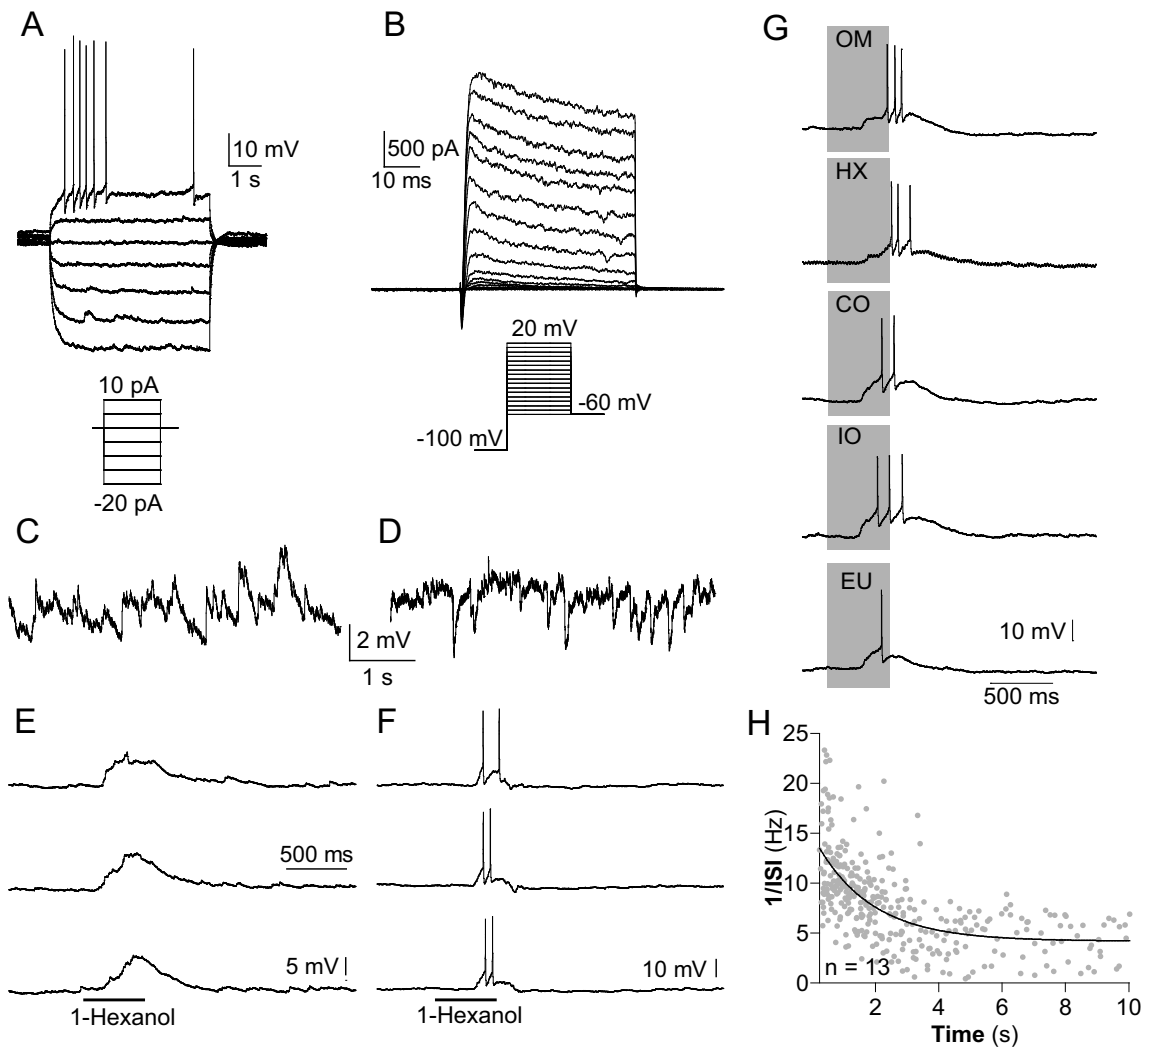 A
10 mV
1 s
10 pA
-20 pA
B
500 pA
10 ms
20 mV
-60 mV
-100 mV
C
D
2 mV
1 s
E
500 ms
5 mV
1-Hexanol
F
10 mV
1-Hexanol
G
OM
HX
CO
IO
EU
10 mV
500 ms
H
25
20
15
10
5
0
1/ISI (Hz)
n = 13
2 4 6 8 10
Time (s)